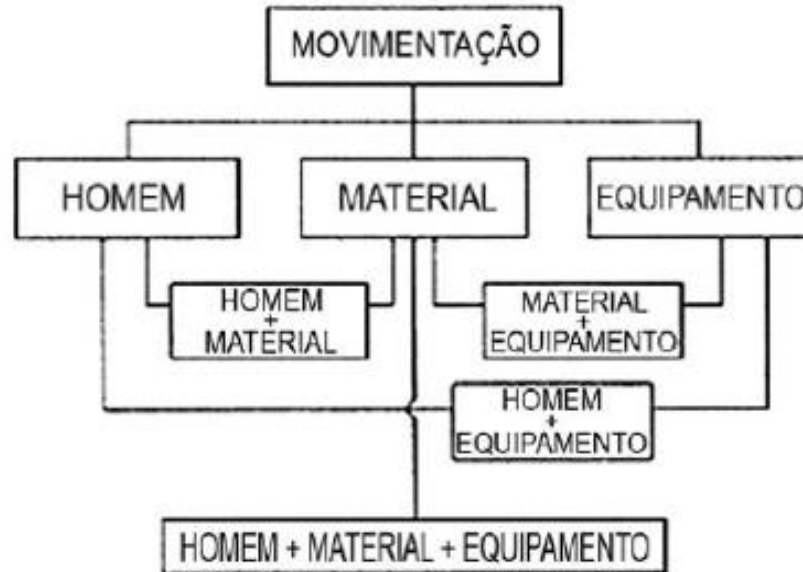 MOVIMENTAÇÃO
HOMEM
MATERIAL
EQUIPAMENTO
HOMEM
+
MATERIAL
MATERIAL
+
EQUIPAMENTO
HOMEM
+
EQUIPAMENTO
HOMEM + MATERIAL + EQUIPAMENTO